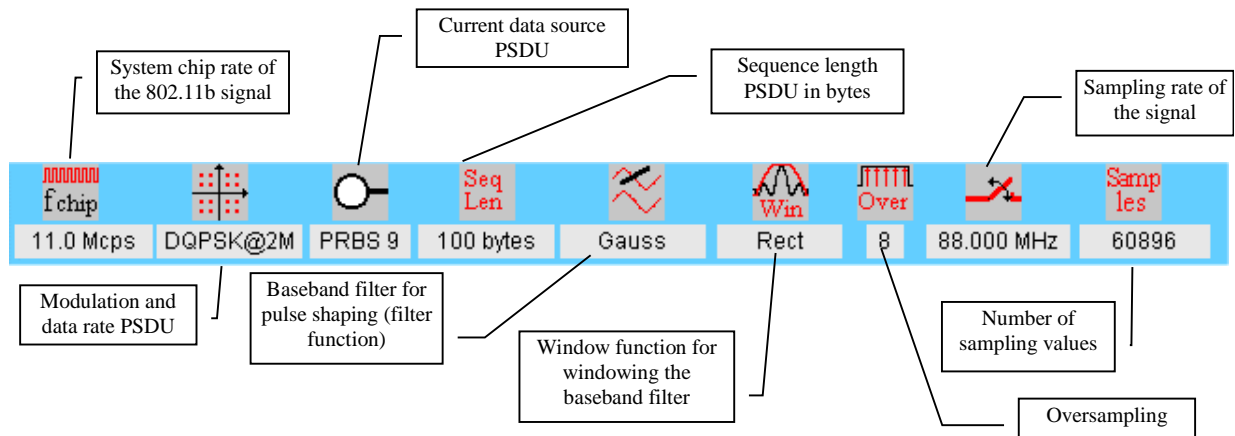 Current data source
PSDU
System chip rate of
the 802.11b signal
Sequence length
PSDU in bytes
Sampling rate of
the signal
fchip
Seq
Len
Win
Over
Samp
les
11.0 Mcps
DQPSK@2M
PRBS 9
100 bytes
Gauss
Rect
8
88.000 MHz
60896
Modulation and
data rate PSDU
Baseband filter for
pulse shaping (filter
function)
Window function for
windowing the
baseband filter
Number of
sampling values
Oversampling